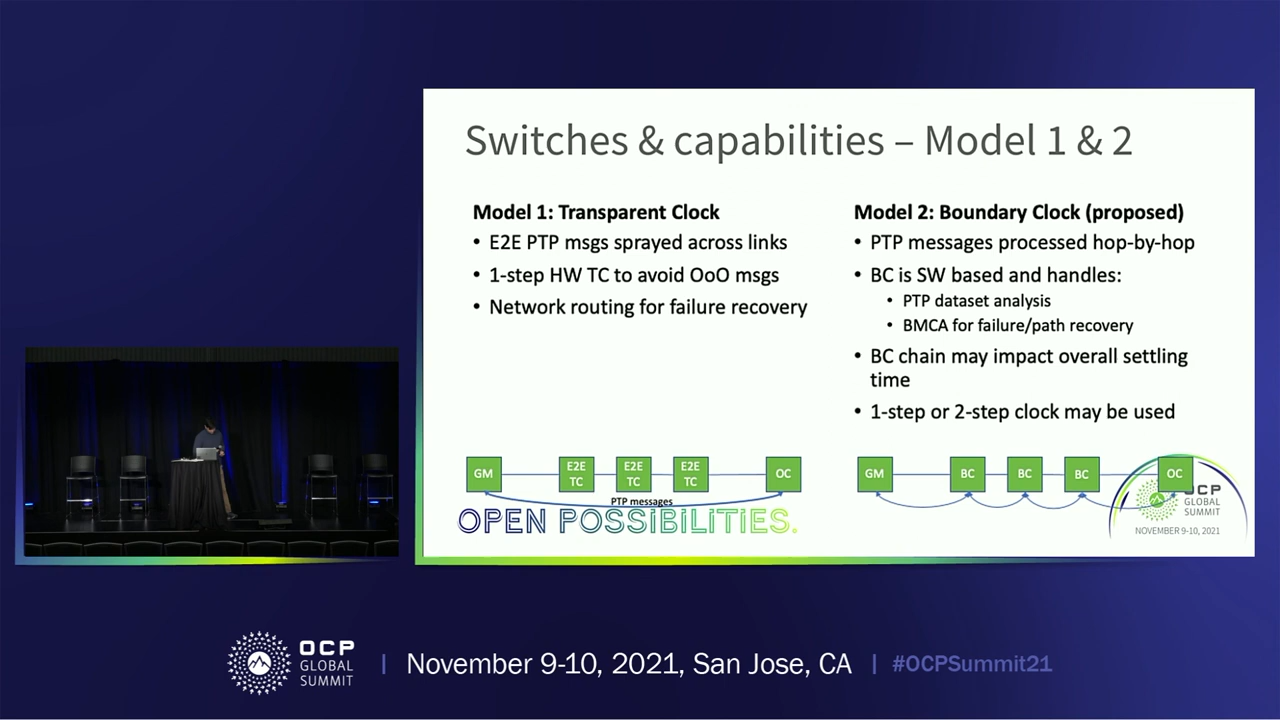 Switches & capabilities – Model 1 & 2
Model 1: Transparent Clock
• E2E PTP msgs sprayed across links
• 1-step HW TC to avoid OoO msgs
• Network routing for failure recovery
Model 2: Boundary Clock (proposed)
• PTP messages processed hop-by-hop
• BC is SW based and handles:
• PTP dataset analysis
• BMCA for failure/path recovery
• BC chain may impact overall settling
time
• 1-step or 2-step clock may be used
GM
E2E
TC
E2E
TC
E2E
TC
OC
PTP messages
GM
BC
BC
BC
OC
OPEN POSSIBILITIES.
OCP
GLOBAL
SUMMIT
NOVEMBER 9-10, 2021
OCP
GLOBAL
SUMMIT
| November 9-10, 2021, San Jose, CA | #OCPSummit21